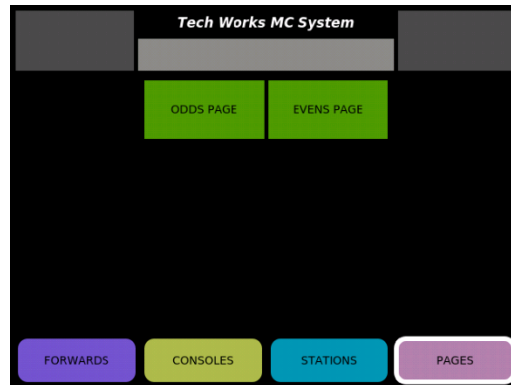 Tech Works MC System
ODDS PAGE EVENS PAGE
FORWARDS CONSOLES STATIONS PAGES